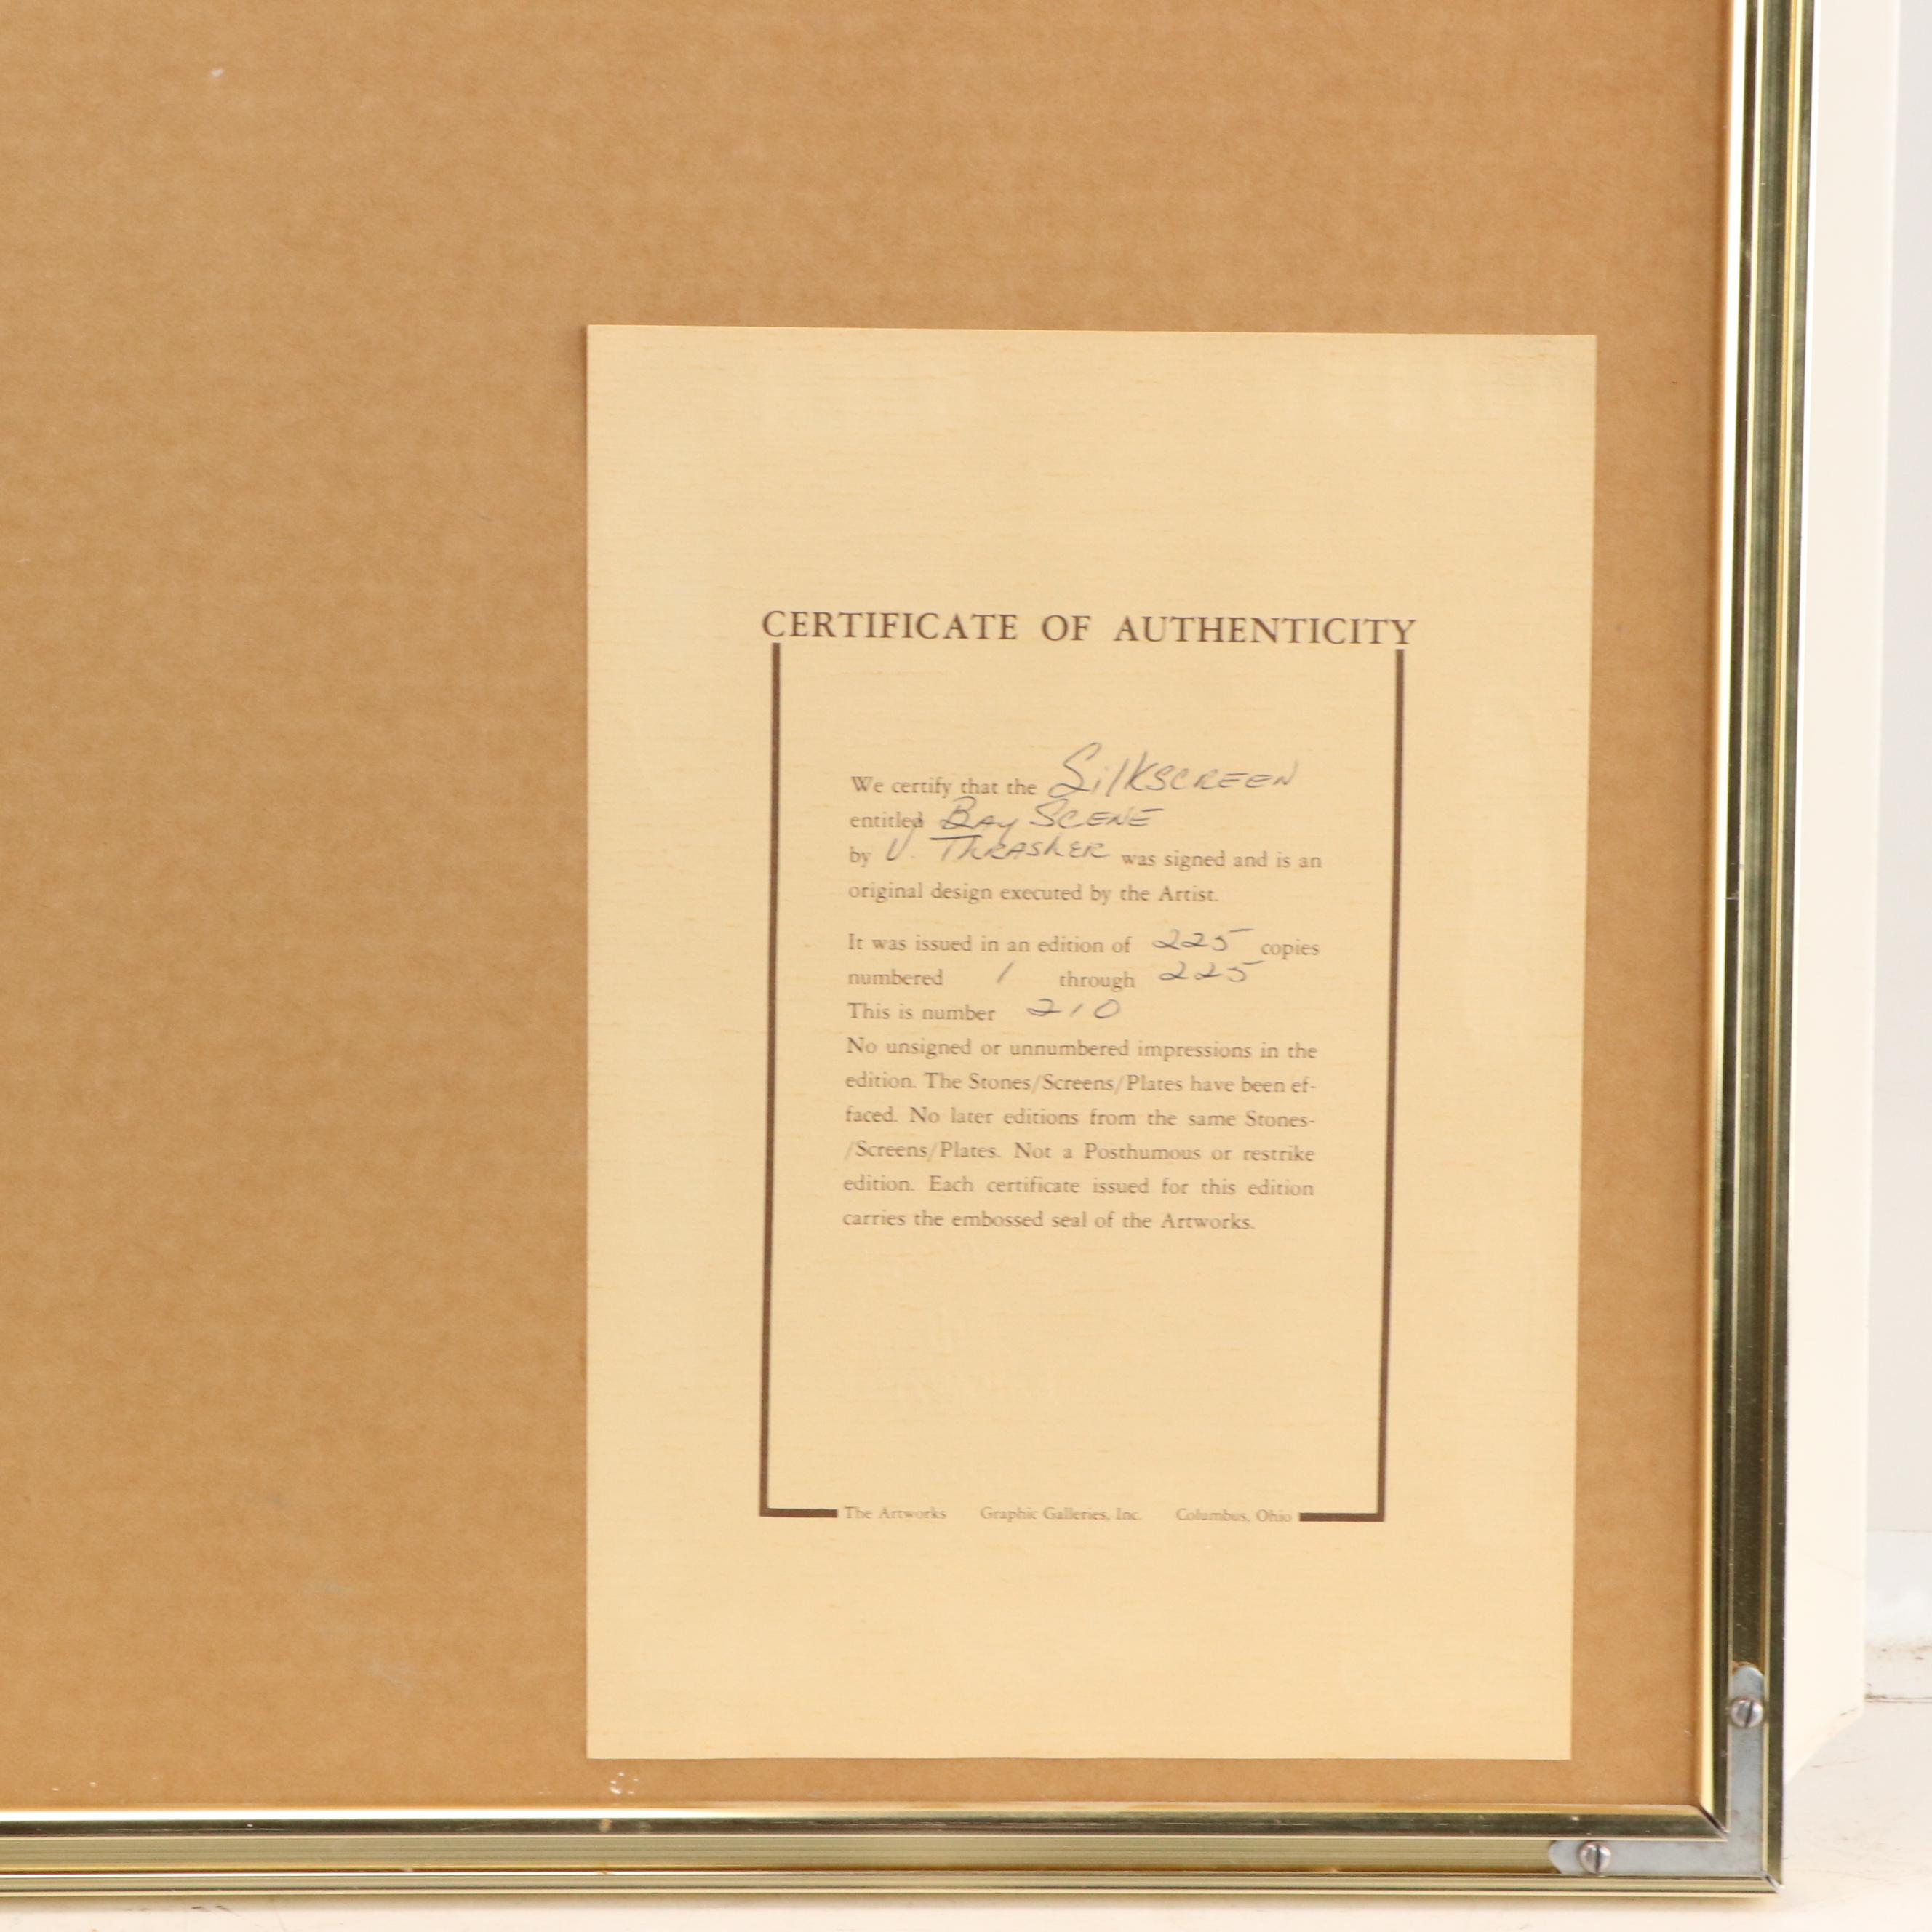 CERTIFICATE OF AUTHENTICITY
We certify that the SilKSCREEN
entitled BAy SCENE
by V. ThRAShER was signed and is an
original design executed by the Artist.
It was issued in an edition of 225 copies
numbered 1 through 225
This is number 210
No unsigned or unnumbered impressions in the
edition. The Stones/Screens/Plates have been ef-
faced. No later editions from the same Stones-
/Screens/Plates. Not a Posthumous or restrike
edition. Each certificate issued for this edition
carries the embossed seal of the Artworks.
The Artworks Graphic Galleries, Inc. Columbus, Ohio